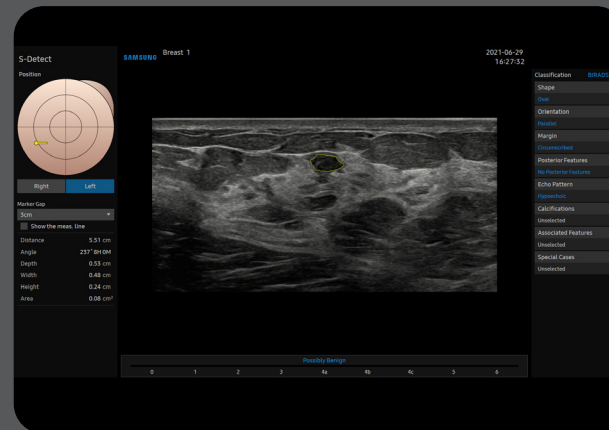 S-Detect
Position
Right Left
Marker Gap
3cm
Show the meas. line
Distance 5.51 cm
Angle 237˚8H 0M
Depth 0.53 cm
Width 0.48 cm
Height 0.24 cm
Area 0.08 cm²
SAMSUNG Breast 1
2021-06-29
16:27:32
Possibly Benign
0 1 2 3 4a 4b 4c 5 6
Classification BIRADS
Shape
Oval
Orientation
Parallel
Margin
Circumscribed
Posterior Features
No Posterior Features
Echo Pattern
Hypoechoic
Calcifications
Unselected
Associated Features
Unselected
Special Cases
Unselected